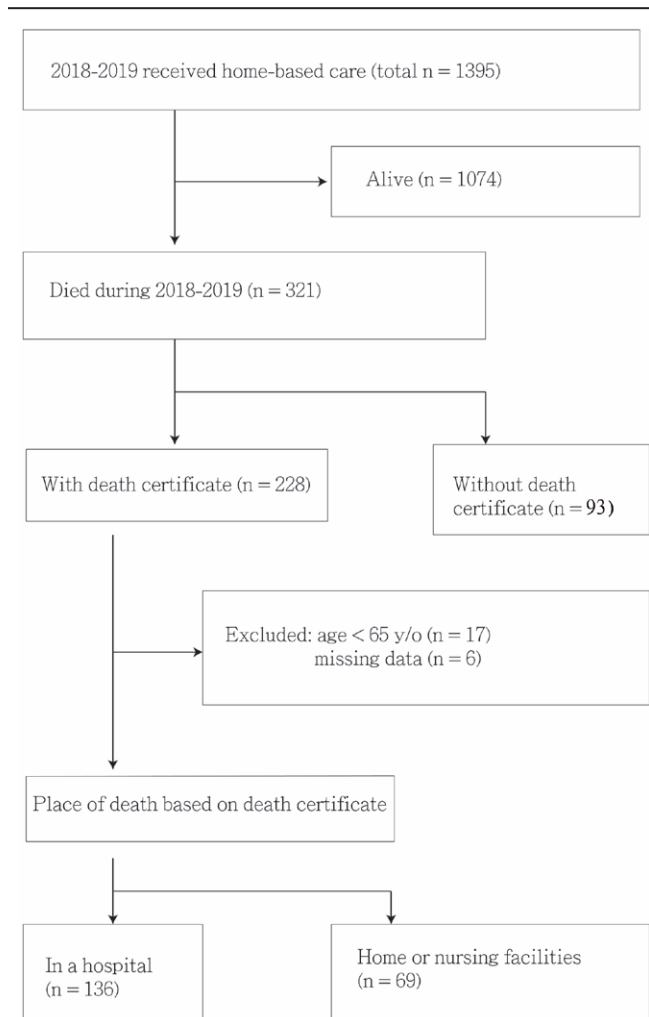 2018-2019 received home-based care (total n = 1395)
Alive (n = 1074)
Died during 2018-2019 (n = 321)
With death certificate (n = 228)
Without death
certificate (n = 93)
Excluded: age < 65 y/o (n = 17)
missing data (n = 6)
Place of death based on death certificate
In a hospital
(n = 136)
Home or nursing facilities
(n = 69)